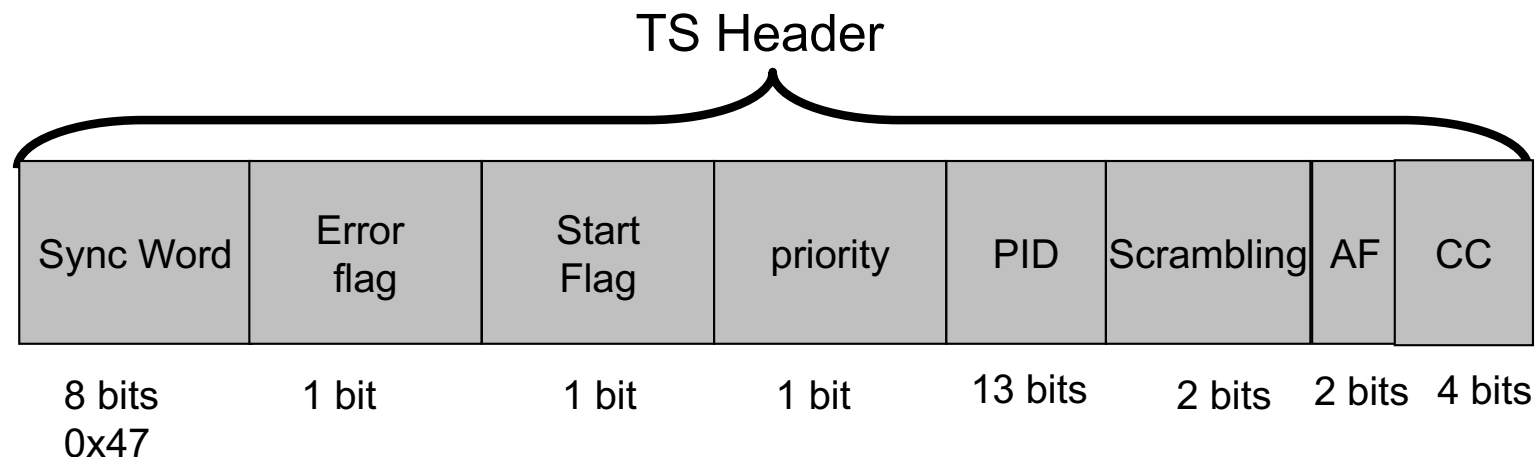 TS Header
Sync Word
Error
flag
Start
Flag
priority
PID
Scrambling
AF
CC
8 bits
0x47
1 bit
1 bit
1 bit
13 bits
2 bits
2 bits
4 bits